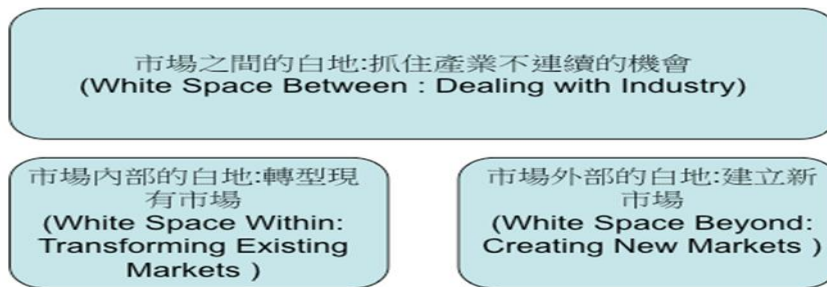 市場之間的白地:抓住產業不連續的機會
(White Space Between : Dealing with Industry)
市場內部的白地:轉型現
有市場
(White Space Within:
Transforming Existing
Markets )
市場外部的白地:建立新
市場
(White Space Beyond:
Creating New Markets )